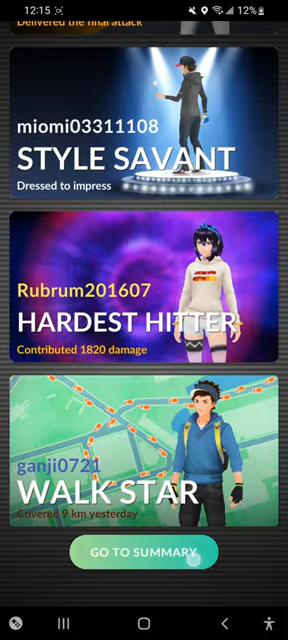 12:15
12%
Delivered the final attack
miomi03311108
STYLE SAVANT
Dressed to impress
Rubrum201607
HARDEST HITTER
Contributed 1820 damage
ganji0721
WALK STAR
Covered 9 km yesterday
GO TO SUMMARY